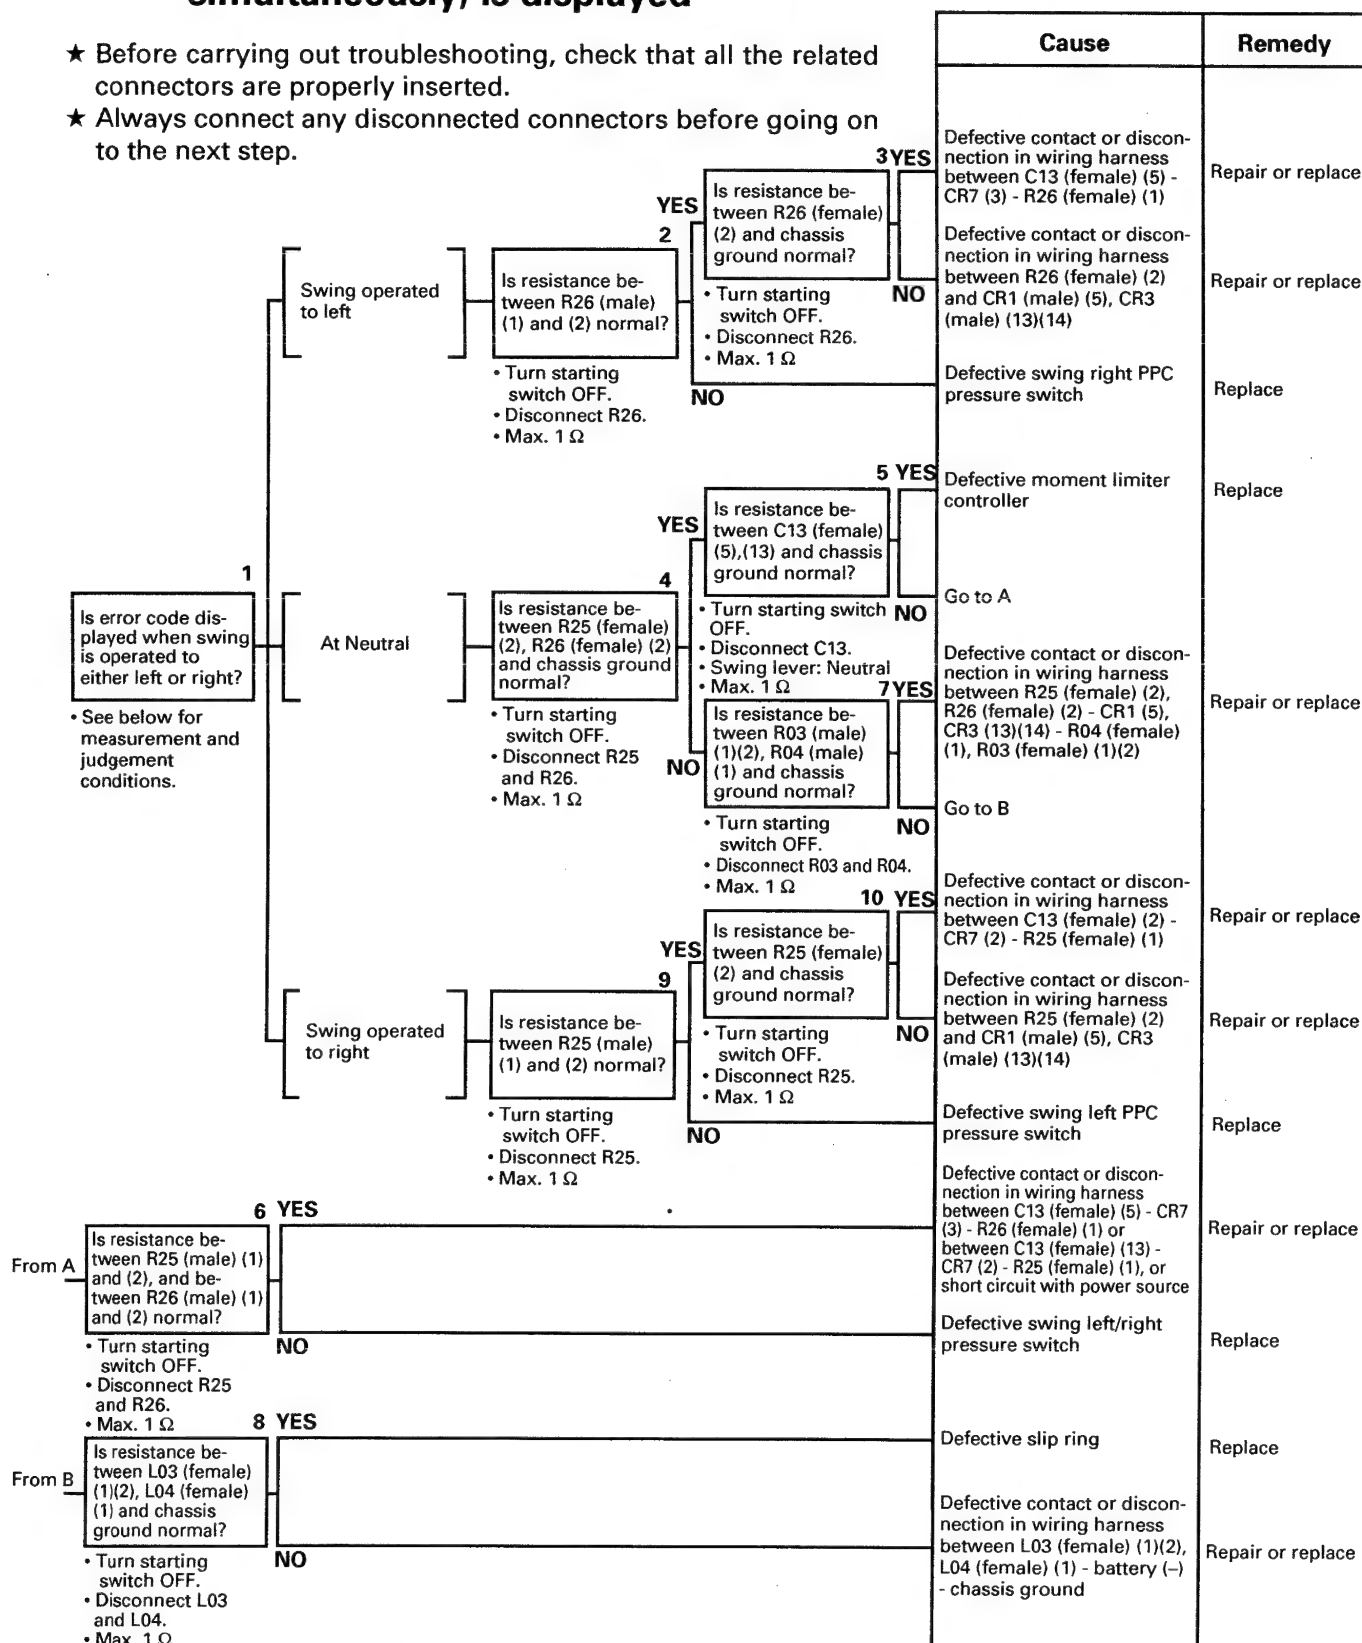 simultaneously) is displayed
★ Before carrying out troubleshooting, check that all the related
connectors are properly inserted.
★ Always connect any disconnected connectors before going on
to the next step.
Cause
Remedy
1
Is error code dis-
played when swing
is operated to
either left or right?
• See below for
measurement and
judgement
conditions.
Swing operated
to left
2
Is resistance be-
tween R26 (male)
(1) and (2) normal?
• Turn starting
switch OFF.
• Disconnect R26.
• Max. 1 Ω
YES
3 YES
Is resistance be-
tween R26 (female)
(2) and chassis
ground normal?
• Turn starting
switch OFF.
• Disconnect R26.
• Max. 1 Ω
NO
NO
Defective contact or discon-
nection in wiring harness
between C13 (female) (5) -
CR7 (3) - R26 (female) (1)
Repair or replace
Defective contact or discon-
nection in wiring harness
between R26 (female) (2)
and CR1 (male) (5), CR3
(male) (13)(14)
Repair or replace
Defective swing right PPC
pressure switch
Replace
At Neutral
4
Is resistance be-
tween R25 (female)
(2), R26 (female) (2)
and chassis ground
normal?
• Turn starting
switch OFF.
• Disconnect R25
and R26.
• Max. 1 Ω
YES
5 YES
Is resistance be-
tween C13 (female)
(5),(13) and chassis
ground normal?
• Turn starting switch
OFF.
• Disconnect C13.
• Swing lever: Neutral
• Max. 1 Ω
NO
Defective moment limiter
controller
Replace
Go to A
NO
7 YES
Is resistance be-
tween R03 (male)
(1)(2), R04 (male)
(1) and chassis
ground normal?
• Turn starting
switch OFF.
• Disconnect R03 and R04.
• Max. 1 Ω
NO
Defective contact or discon-
nection in wiring harness
between R25 (female) (2),
R26 (female) (2) - CR1 (5),
CR3 (13)(14) - R04 (female)
(1), R03 (female) (1)(2)
Repair or replace
Go to B
Swing operated
to right
9
Is resistance be-
tween R25 (male)
(1) and (2) normal?
• Turn starting
switch OFF.
• Disconnect R25.
• Max. 1 Ω
YES
10 YES
Is resistance be-
tween R25 (female)
(2) and chassis
ground normal?
• Turn starting
switch OFF.
• Disconnect R25.
• Max. 1 Ω
NO
NO
Defective contact or discon-
nection in wiring harness
between C13 (female) (2) -
CR7 (2) - R25 (female) (1)
Repair or replace
Defective contact or discon-
nection in wiring harness
between R25 (female) (2)
and CR1 (male) (5), CR3
(male) (13)(14)
Repair or replace
Defective swing left PPC
pressure switch
Replace
From A
6 YES
Is resistance be-
tween R25 (male) (1)
and (2), and be-
tween R26 (male) (1)
and (2) normal?
• Turn starting
switch OFF.
• Disconnect R25
and R26.
• Max. 1 Ω
NO
Defective contact or discon-
nection in wiring harness
between C13 (female) (5) - CR7
(3) - R26 (female) (1) or
between C13 (female) (13) -
CR7 (2) - R25 (female) (1), or
short circuit with power source
Repair or replace
Defective swing left/right
pressure switch
Replace
From B
8 YES
Is resistance be-
tween L03 (female)
(1)(2), L04 (female)
(1) and chassis
ground normal?
• Turn starting
switch OFF.
• Disconnect L03
and L04.
• Max. 1 Ω
NO
Defective slip ring
Replace
Defective contact or discon-
nection in wiring harness
between L03 (female) (1)(2),
L04 (female) (1) - battery (–)
- chassis ground
Repair or replace